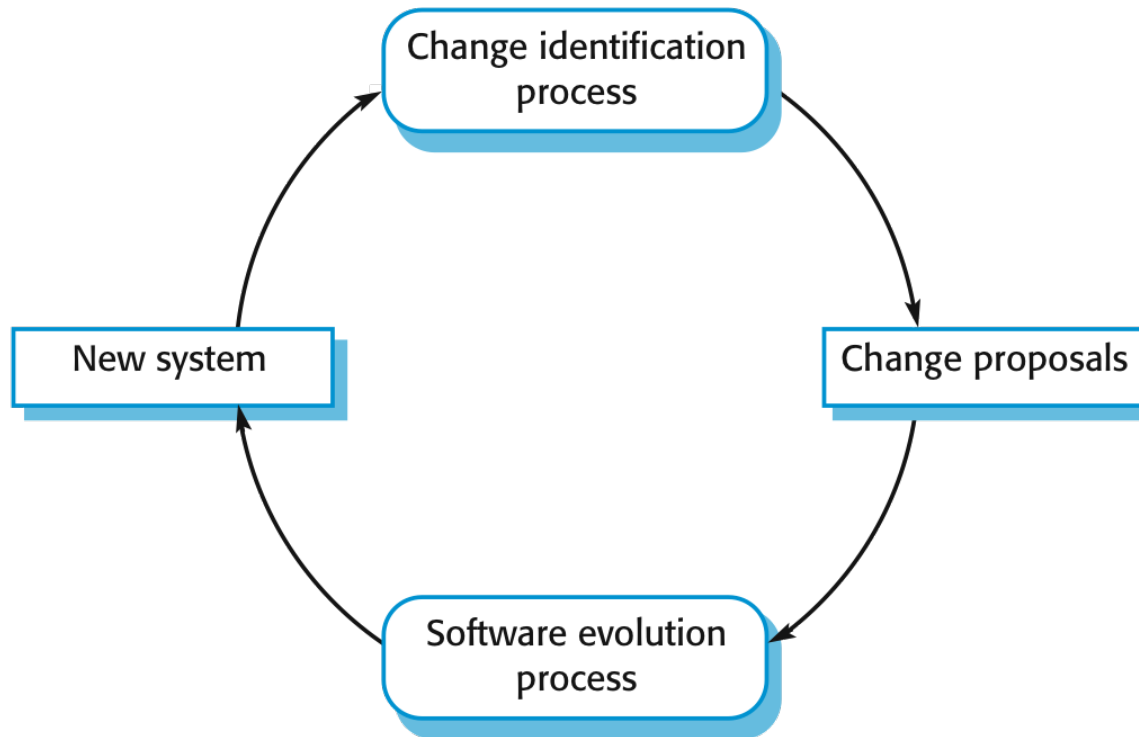 Change identification
process
New system
Change proposals
Software evolution
process